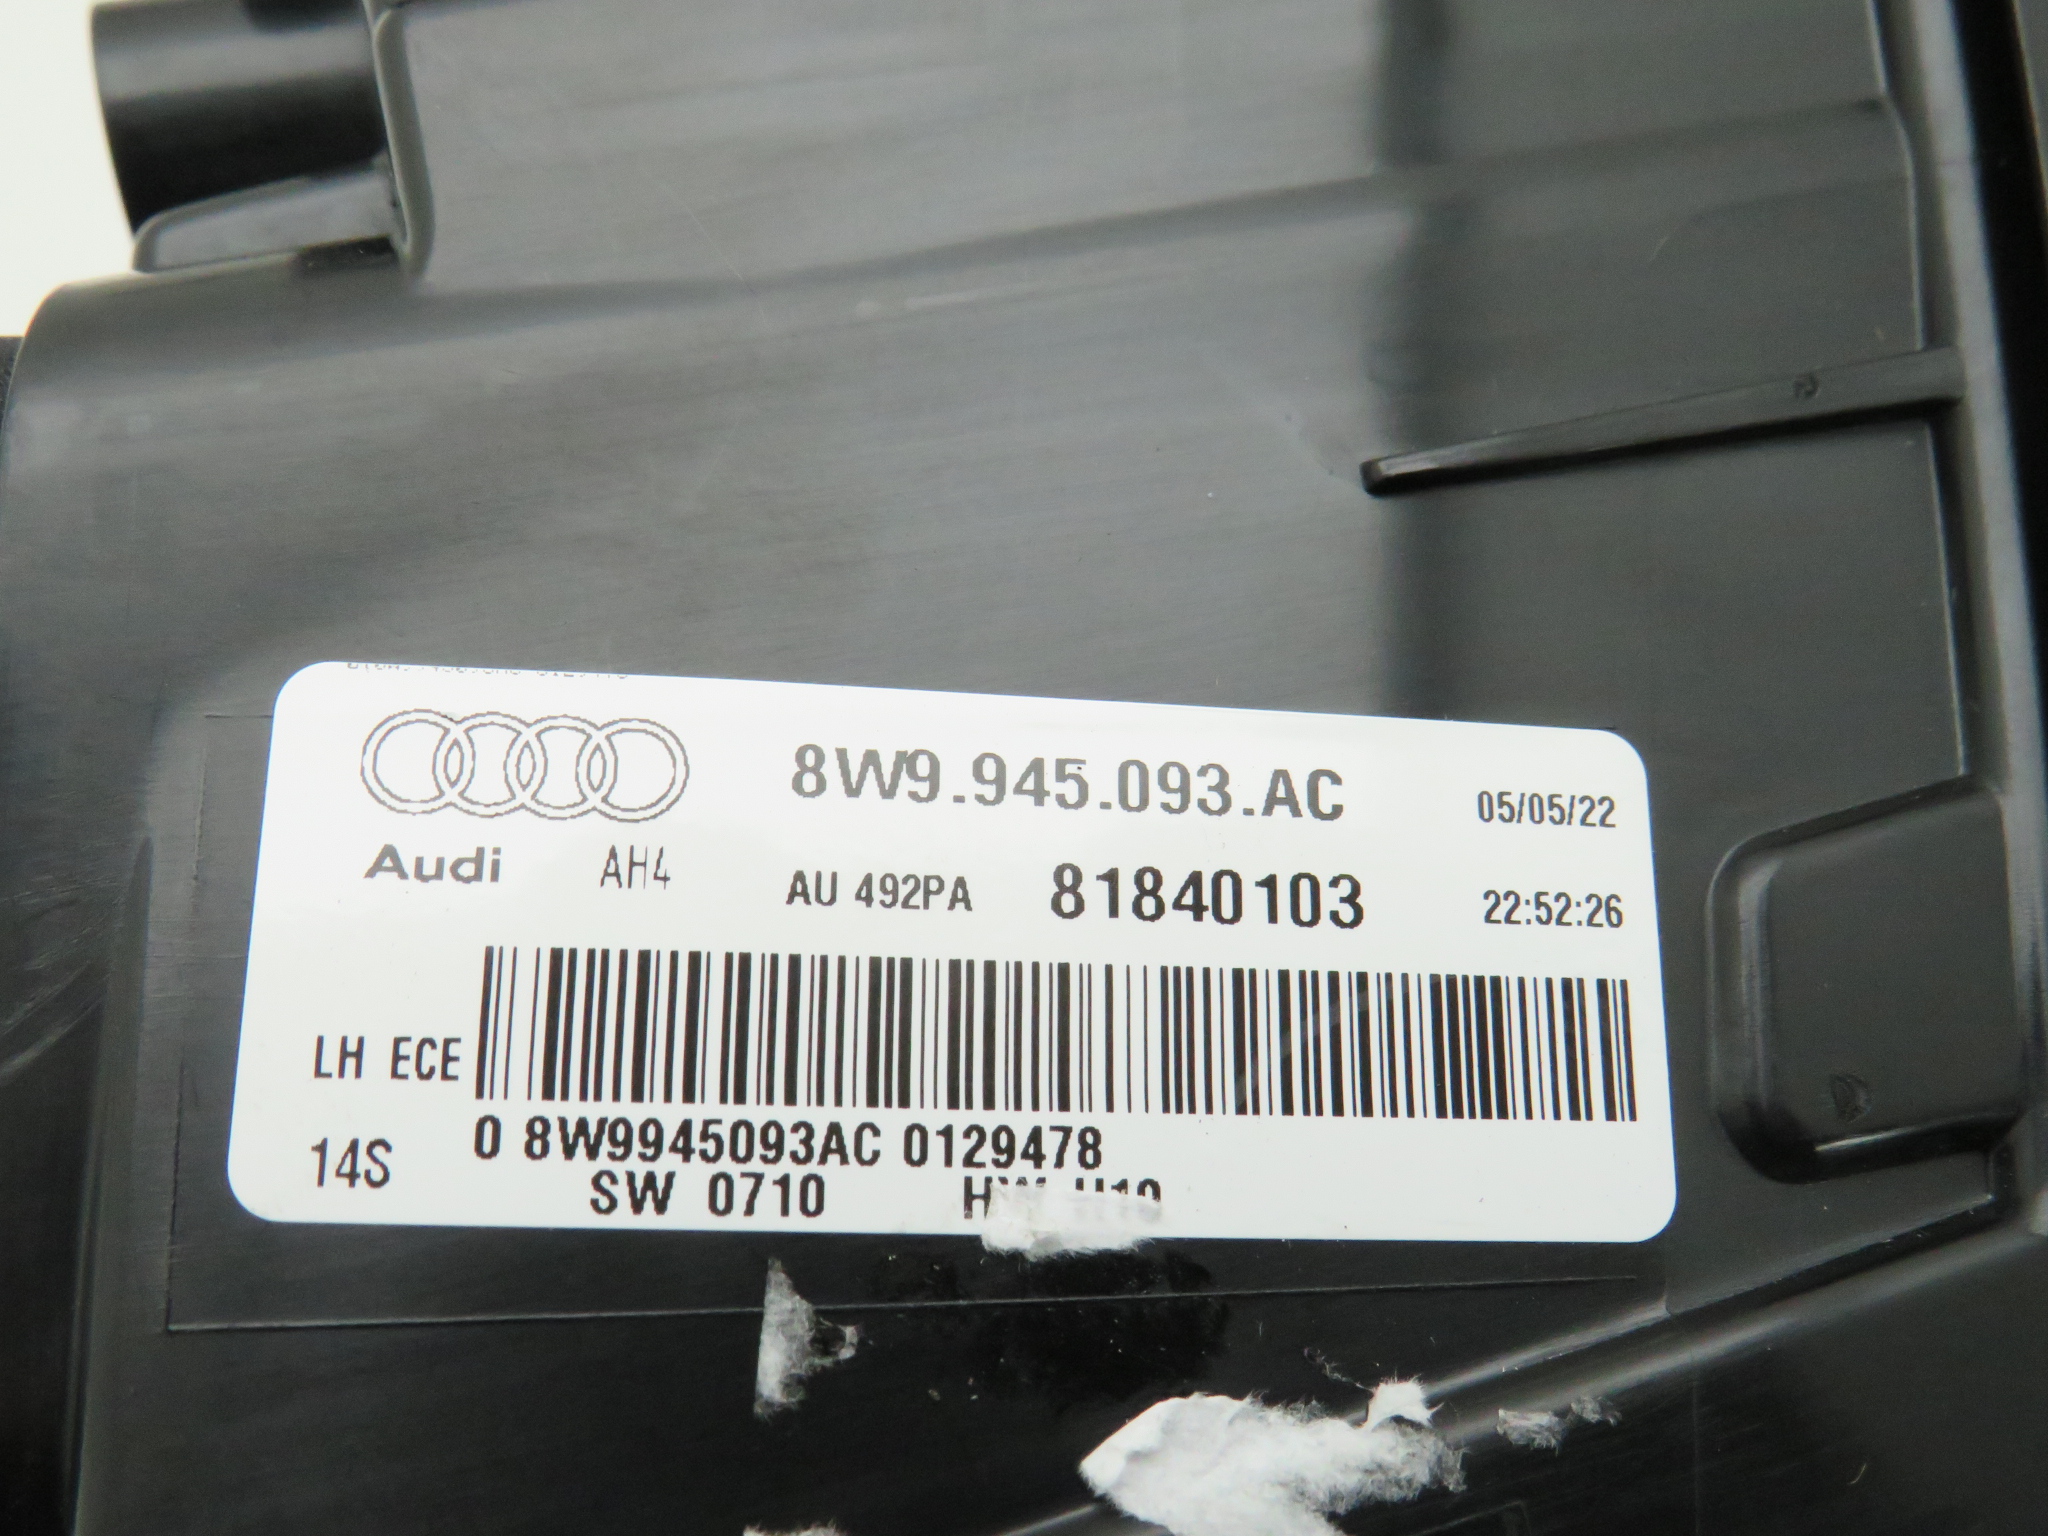 8W9.945.093.AC 05/05/22
Audi AH4 AU 492PA 81840103 22:52:26
LH ECE
14S
0 8W9945093AC 0129478
SW 0710